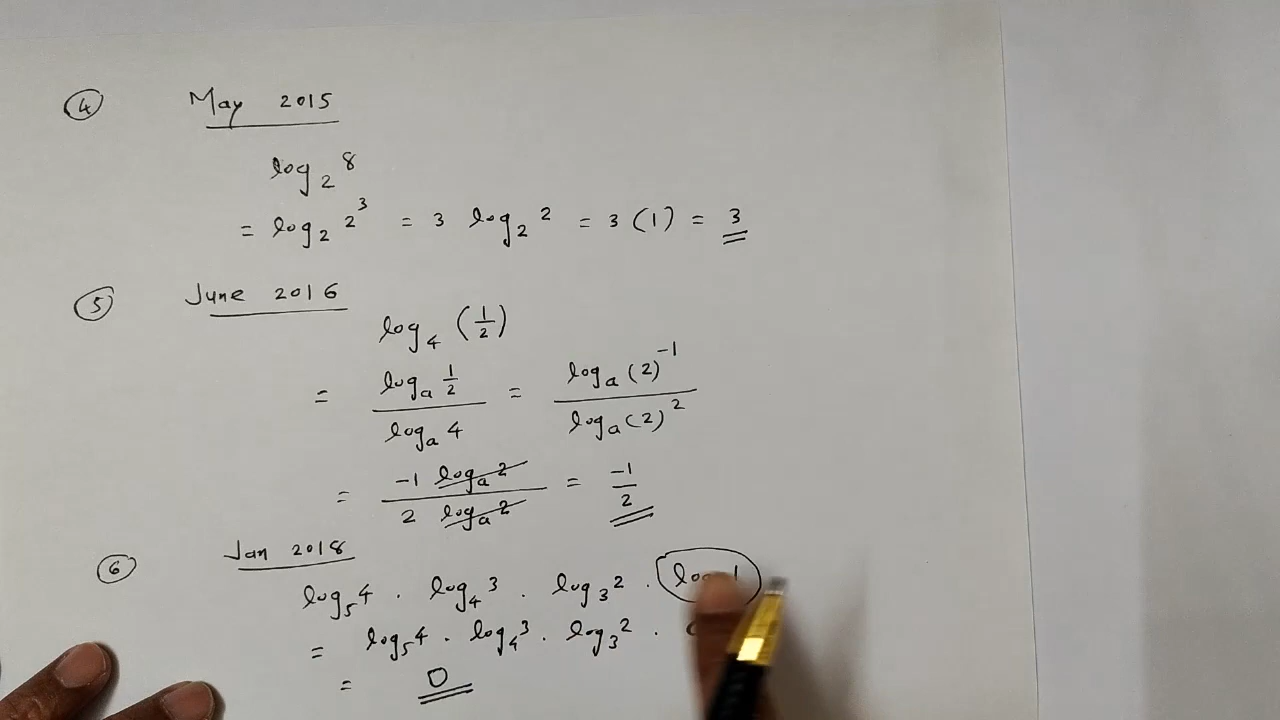 ④ May 2015
log₂ 8
= log₂ 2³ = 3 log₂ 2 = 3 (1) = 3
⑤ June 2016
log₄ (1/2)
= logₐ 1/2 / logₐ 4 = logₐ (2)⁻¹ / logₐ (2)²
= -1 logₐ 2 / 2 logₐ 2 = -1/2
⑥ Jan 2018
log₅ 4 . log₄ 3 . log₃ 2 .
= log₅ 4 . log₄ 3 . log₃ 2 .
= 0